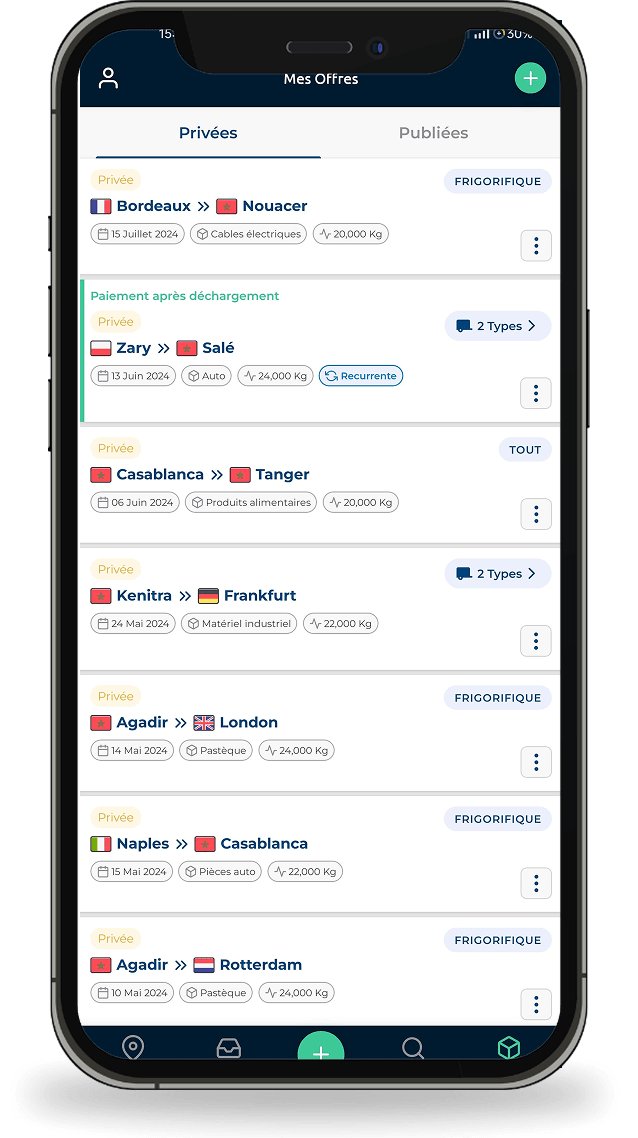 15:
30%
Mes Offres
Privées Publiées
Privée FRIGORIFIQUE
Bordeaux » Nouacer
15 Juillet 2024 Cables électriques 20,000 Kg
Paiement après déchargement
Privée 2 Types
Zary » Salé
13 Juin 2024 Auto 24,000 Kg Recurrente
Privée TOUT
Casablanca » Tanger
06 Juin 2024 Produits alimentaires 20,000 Kg
Privée 2 Types
Kenitra » Frankfurt
24 Mai 2024 Matériel industriel 22,000 Kg
Privée FRIGORIFIQUE
Agadir » London
14 Mai 2024 Pastèque 24,000 Kg
Privée FRIGORIFIQUE
Naples » Casablanca
15 Mai 2024 Pièces auto 22,000 Kg
Privée FRIGORIFIQUE
Agadir » Rotterdam
10 Mai 2024 Pastèque 24,000 Kg